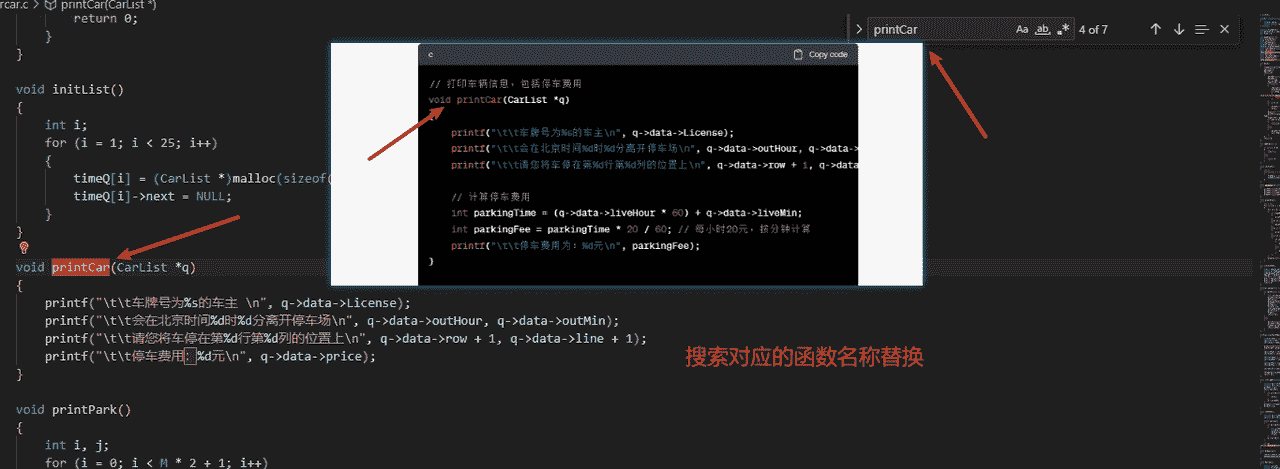 rcar.c > printCar(CarList *)
return 0;
}
}
void initList()
{
int i;
for (i = 1; i < 25; i++)
{
timeQ[i] = (CarList *)malloc(sizeof(
timeQ[i]->next = NULL;
}
}
void printCar(CarList *q)
{
printf("\t\t车牌号为%s的车主 \n", q->data->License);
printf("\t\t会在北京时间%d时%d分离开停车场\n", q->data->outHour, q->data->outMin);
printf("\t\t请您将车停在第%d行第%d列的位置上\n", q->data->row + 1, q->data->line + 1);
printf("\t\t停车费用：%d元\n", q->data->price);
}
void printPark()
{
int i, j;
for (i = 0; i < M * 2 + 1; i++)
printCar
Aa ab .* 4 of 7
c Copy code
// 打印车辆信息，包括停车费用
void printCar(CarList *q)
{
printf("\t\t车牌号为%s的车主\n", q->data->License);
printf("\t\t会在北京时间%d时%d分离开停车场\n", q->data->outHour, q->da
printf("\t\t请您将车停在第%d行第%d列的位置上\n", q->data->row + 1, q->da
// 计算停车费用
int parkingTime = (q->data->liveHour * 60) + q->data->liveMin;
int parkingFee = parkingTime * 20 / 60; // 每小时20元，按分钟计算
printf("\t\t停车费用为：%d元\n", parkingFee);
}
搜索对应的函数名称替换